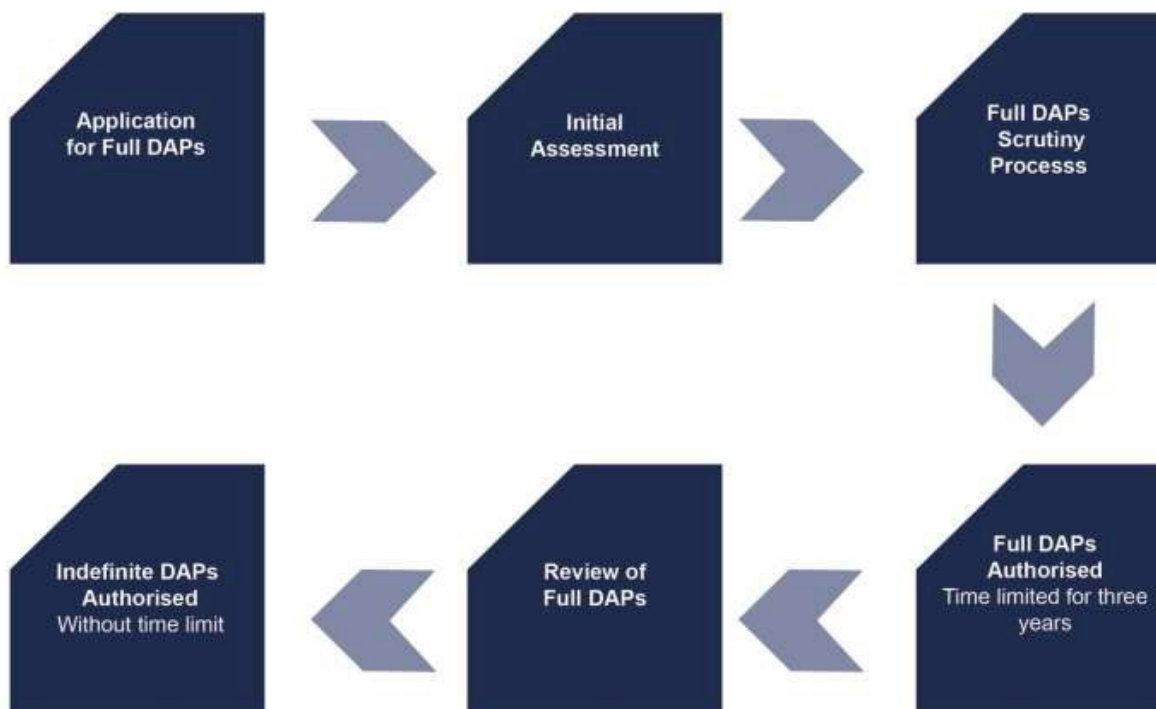 Application
for Full DAPs
Initial
Assessment
Full DAPs
Scrutiny
Processs
Full DAPs
Authorised
Time limited for three
years
Review of
Full DAPs
Indefinite DAPs
Authorised
Without time limit